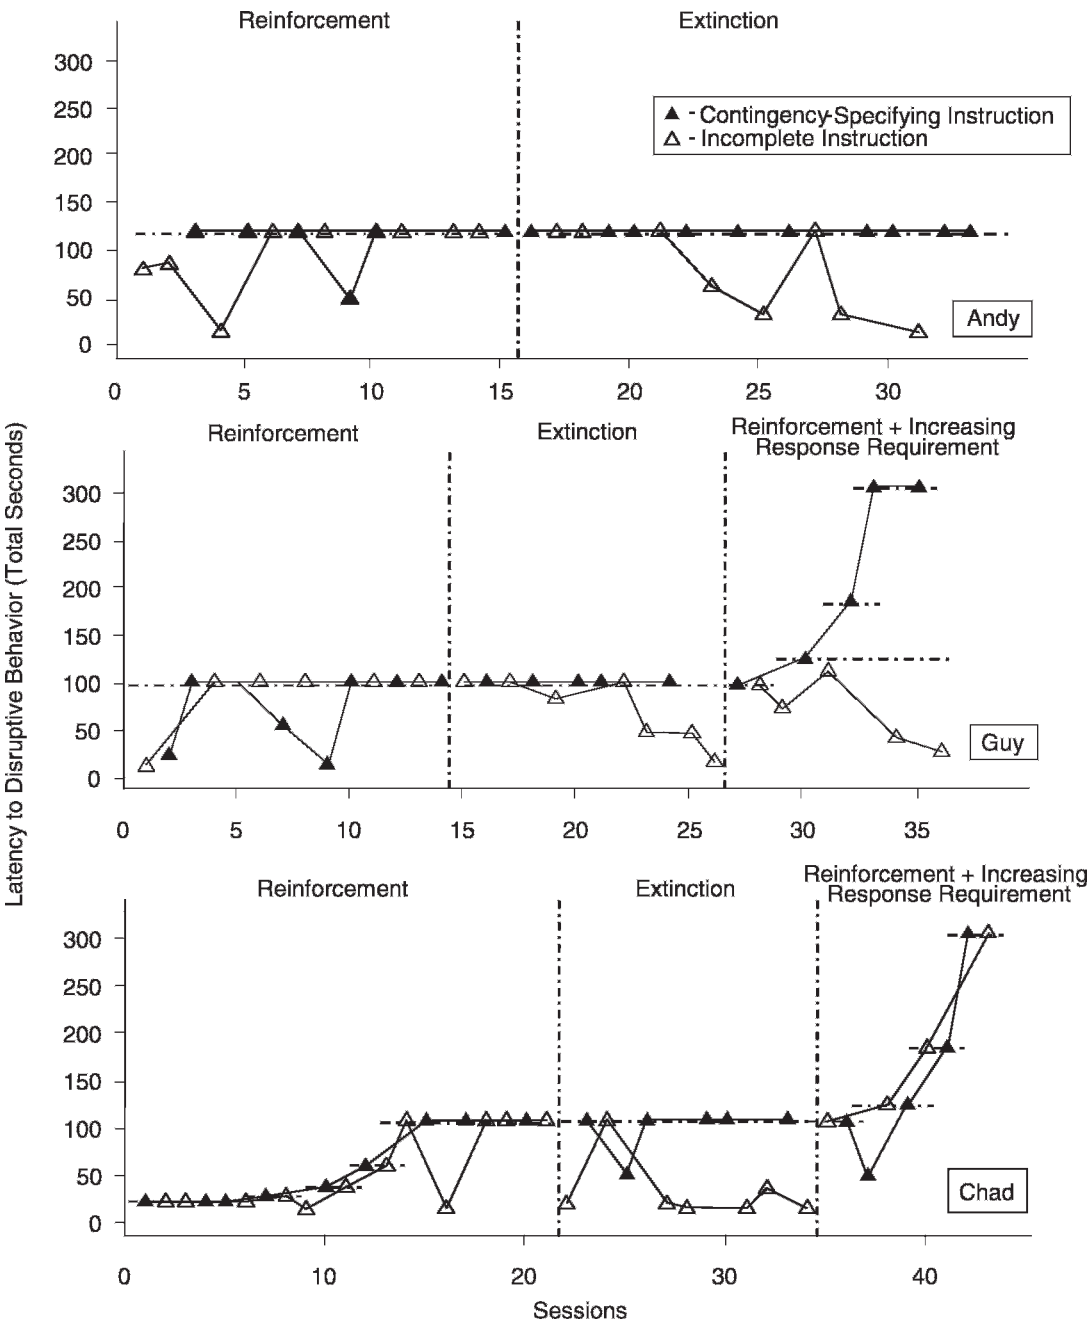 Reinforcement
Extinction
300
250
200
150
100
50
0
▲ - Contingency-Specifying Instruction
△ - Incomplete Instruction
Andy
0 5 10 15 20 25 30
Latency to Disruptive Behavior (Total Seconds)
Reinforcement
Extinction
Reinforcement + Increasing
Response Requirement
300
250
200
150
100
50
0
Guy
0 5 10 15 20 25 30 35
Reinforcement
Extinction
Reinforcement + Increasing
Response Requirement
300
250
200
150
100
50
0
Chad
0 10 20 30 40
Sessions